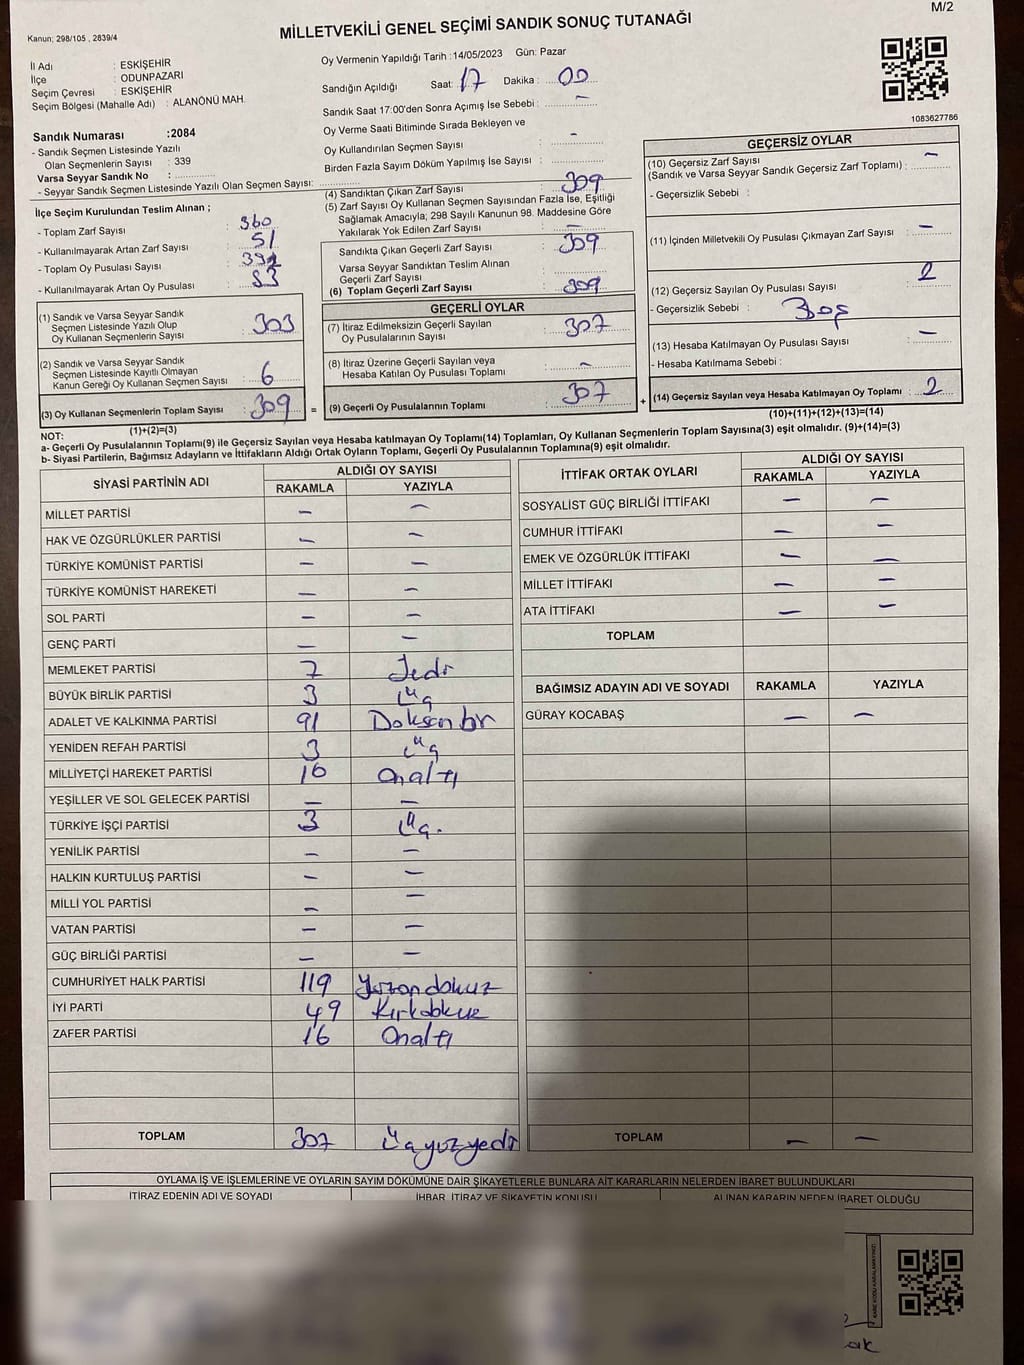 M/2
Kanun; 298/105 , 2839/4
MİLLETVEKİLİ GENEL SEÇİMİ SANDIK SONUÇ TUTANAĞI
İl Adı : ESKİŞEHİR
İlçe : ODUNPAZARI
Seçim Çevresi : ESKİŞEHİR
Seçim Bölgesi (Mahalle Adı) : ALANÖNÜ MAH.
Oy Vermenin Yapıldığı Tarih :14/05/2023 Gün: Pazar
Sandığın Açıldığı Saat: 17 Dakika : 00
Sandık Saat 17:00'den Sonra Açımış İse Sebebi : –
Oy Verme Saati Bitiminde Sırada Bekleyen ve
Oy Kullandırılan Seçmen Sayısı : –
Birden Fazla Sayım Döküm Yapılmış İse Sayısı :
1083627786
Sandık Numarası :2084
- Sandık Seçmen Listesinde Yazılı
Olan Seçmenlerin Sayısı : 339
Varsa Seyyar Sandık No :
- Seyyar Sandık Seçmen Listesinde Yazılı Olan Seçmen Sayısı:
İlçe Seçim Kurulundan Teslim Alınan ;
- Toplam Zarf Sayısı : 360
- Kullanılmayarak Artan Zarf Sayısı : 51
- Toplam Oy Pusulası Sayısı :
- Kullanılmayarak Artan Oy Pusulası : 83
(1) Sandık ve Varsa Seyyar Sandık
Seçmen Listesinde Yazılı Olup
Oy Kullanan Seçmenlerin Sayısı : 303
(2) Sandık ve Varsa Seyyar Sandık
Seçmen Listesinde Kayıtlı Olmayan
Kanun Gereği Oy Kullanan Seçmen Sayısı : 6
(3) Oy Kullanan Seçmenlerin Toplam Sayısı : 309 =
(1)+(2)=(3)
(4) Sandıktan Çıkan Zarf Sayısı : 309
(5) Zarf Sayısı Oy Kullanan Seçmen Sayısından Fazla İse, Eşitliği
Sağlamak Amacıyla; 298 Sayılı Kanunun 98. Maddesine Göre
Yakılarak Yok Edilen Zarf Sayısı : –
Sandıkta Çıkan Geçerli Zarf Sayısı : 309
Varsa Seyyar Sandıktan Teslim Alınan
Geçerli Zarf Sayısı :
(6) Toplam Geçerli Zarf Sayısı : 309
GEÇERLİ OYLAR
(7) İtiraz Edilmeksizin Geçerli Sayılan
Oy Pusulalarının Sayısı : 307
(8) İtiraz Üzerine Geçerli Sayılan veya
Hesaba Katılan Oy Pusulası Toplamı : –
(9) Geçerli Oy Pusulalarının Toplamı : 307 +
GEÇERSİZ OYLAR
(10) Geçersiz Zarf Sayısı
(Sandık ve Varsa Seyyar Sandık Geçersiz Zarf Toplamı) : –
- Geçersizlik Sebebi :
(11) İçinden Milletvekili Oy Pusulası Çıkmayan Zarf Sayısı : –
(12) Geçersiz Sayılan Oy Pusulası Sayısı : 2
- Geçersizlik Sebebi : Boş
(13) Hesaba Katılmayan Oy Pusulası Sayısı : –
- Hesaba Katılmama Sebebi :
(14) Geçersiz Sayılan veya Hesaba Katılmayan Oy Toplamı : 2
(10)+(11)+(12)+(13)=(14)
NOT:
a- Geçerli Oy Pusulalarının Toplamı(9) ile Geçersiz Sayılan veya Hesaba katılmayan Oy Toplamı(14) Toplamları, Oy Kullanan Seçmenlerin Toplam Sayısına(3) eşit olmalıdır. (9)+(14)=(3)
b- Siyasi Partilerin, Bağımsız Adayların ve İttifakların Aldığı Ortak Oyların Toplamı, Geçerli Oy Pusulalarının Toplamına(9) eşit olmalıdır.
SİYASİ PARTİNİN ADI ALDIĞI OY SAYISI
RAKAMLA YAZIYLA
MİLLET PARTİSİ – –
HAK VE ÖZGÜRLÜKLER PARTİSİ – –
TÜRKİYE KOMÜNİST PARTİSİ – –
TÜRKİYE KOMÜNİST HAREKETİ – –
SOL PARTİ – –
GENÇ PARTİ – –
MEMLEKET PARTİSİ 7 Yedi
BÜYÜK BİRLİK PARTİSİ 3 Üç
ADALET VE KALKINMA PARTİSİ 91 Doksan bir
YENİDEN REFAH PARTİSİ 3 Üç
MİLLİYETÇİ HAREKET PARTİSİ 16 Onaltı
YEŞİLLER VE SOL GELECEK PARTİSİ – –
TÜRKİYE İŞÇİ PARTİSİ 3 Üç.
YENİLİK PARTİSİ – –
HALKIN KURTULUŞ PARTİSİ – –
MİLLİ YOL PARTİSİ – –
VATAN PARTİSİ – –
GÜÇ BİRLİĞİ PARTİSİ – –
CUMHURİYET HALK PARTİSİ 119 Yüzondokuz
İYİ PARTİ 49 Kırkdokuz
ZAFER PARTİSİ 16 Onaltı
TOPLAM 307 Üçyüzyedi
İTTİFAK ORTAK OYLARI ALDIĞI OY SAYISI
RAKAMLA YAZIYLA
SOSYALİST GÜÇ BİRLİĞİ İTTİFAKI – –
CUMHUR İTTİFAKI – –
EMEK VE ÖZGÜRLÜK İTTİFAKI – –
MİLLET İTTİFAKI – –
ATA İTTİFAKI – –
TOPLAM
BAĞIMSIZ ADAYIN ADI VE SOYADI RAKAMLA YAZIYLA
GÜRAY KOCABAŞ – –
TOPLAM – –
OYLAMA İŞ VE İŞLEMLERİNE VE OYLARIN SAYIM DÖKÜMÜNE DAİR ŞİKAYETLERLE BUNLARA AİT KARARLARIN NELERDEN İBARET BULUNDUKLARI
İTİRAZ EDENİN ADI VE SOYADI İHBAR, İTİRAZ VE ŞİKAYETİN KONUSU ALINAN KARARIN NEDEN İBARET OLDUĞU